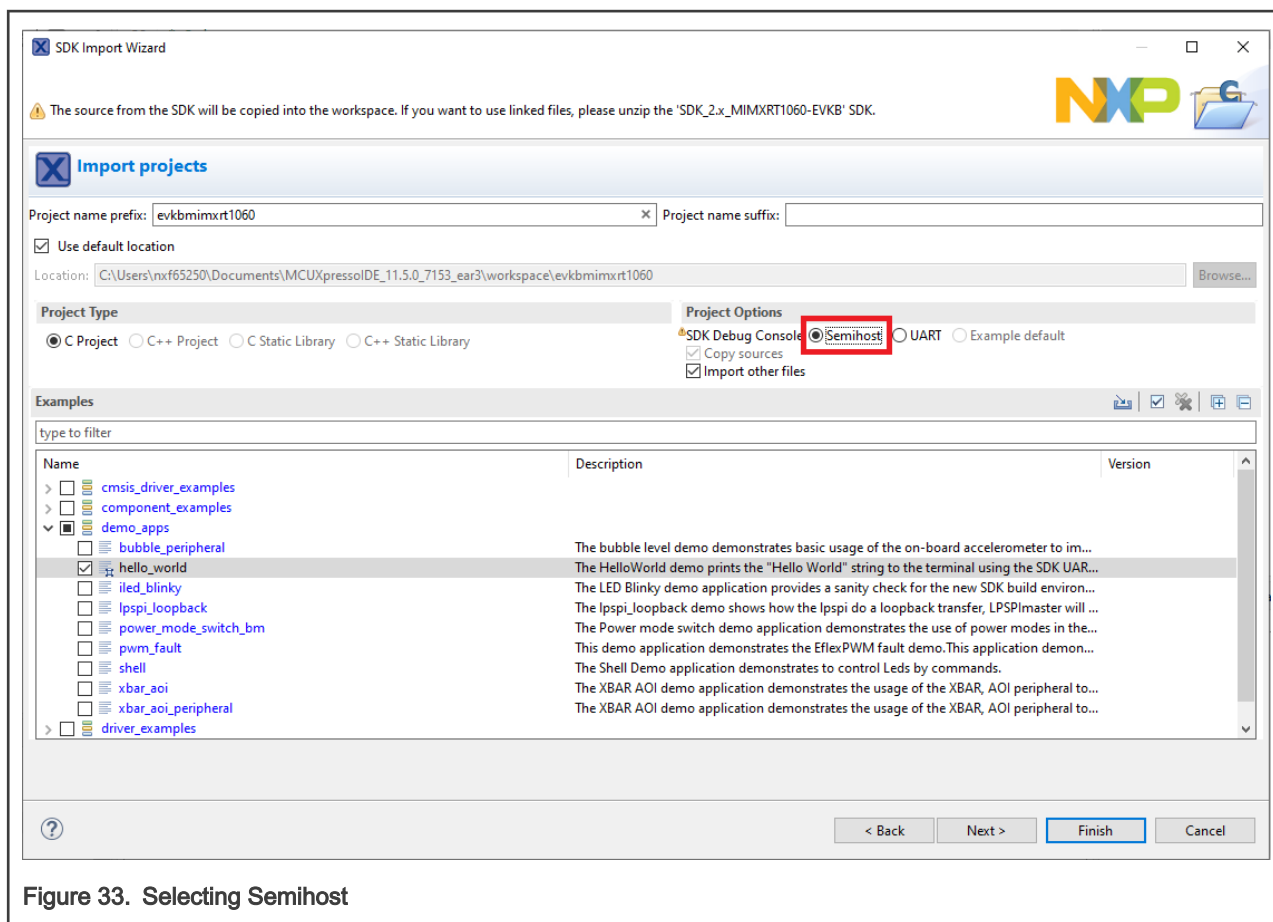 SDK Import Wizard
The source from the SDK will be copied into the workspace. If you want to use linked files, please unzip the 'SDK_2.x_MIMXRT1060-EVKB' SDK.
NXP
Import projects
Project name prefix: evkbmimxrt1060 Project name suffix:
Use default location
Location: C:\Users\nxf65250\Documents\MCUXpressoIDE_11.5.0_7153_ear3\workspace\evkbmimxrt1060 Browse...
Project Type Project Options
C Project C++ Project C Static Library C++ Static Library SDK Debug Console Semihost UART Example default
Copy sources
Import other files
Examples
type to filter
Name Description Version
cmsis_driver_examples
component_examples
demo_apps
bubble_peripheral The bubble level demo demonstrates basic usage of the on-board accelerometer to im...
hello_world The HelloWorld demo prints the "Hello World" string to the terminal using the SDK UAR...
iled_blinky The LED Blinky demo application provides a sanity check for the new SDK build environ...
lpspi_loopback The lpspi_loopback demo shows how the lpspi do a loopback transfer, LPSPImaster will ...
power_mode_switch_bm The Power mode switch demo application demonstrates the use of power modes in the...
pwm_fault This demo application demonstrates the EflexPWM fault demo.This application demon...
shell The Shell Demo application demonstrates to control Leds by commands.
xbar_aoi The XBAR AOI demo application demonstrates the usage of the XBAR, AOI peripheral to...
xbar_aoi_peripheral The XBAR AOI demo application demonstrates the usage of the XBAR, AOI peripheral to...
driver_examples
< Back Next > Finish Cancel
Figure 33. Selecting Semihost